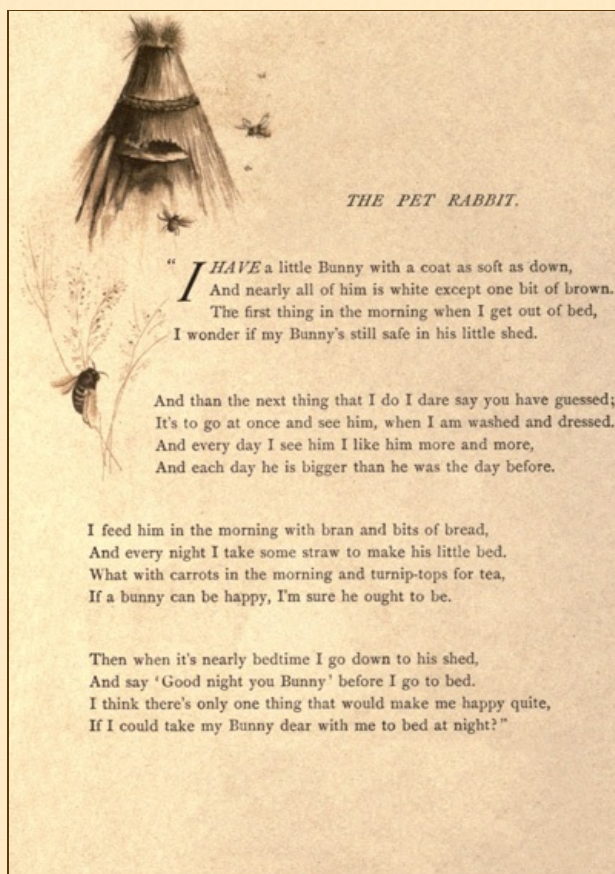 THE PET RABBIT.
"I HAVE a little Bunny with a coat as soft as down,
And nearly all of him is white except one bit of brown.
The first thing in the morning when I get out of bed,
I wonder if my Bunny's still safe in his little shed.
And than the next thing that I do I dare say you have guessed;
It's to go at once and see him, when I am washed and dressed.
And every day I see him I like him more and more,
And each day he is bigger than he was the day before.
I feed him in the morning with bran and bits of bread,
And every night I take some straw to make his little bed.
What with carrots in the morning and turnip-tops for tea,
If a bunny can be happy, I'm sure he ought to be.
Then when it's nearly bedtime I go down to his shed,
And say 'Good night you Bunny' before I go to bed.
I think there's only one thing that would make me happy quite,
If I could take my Bunny dear with me to bed at night?"